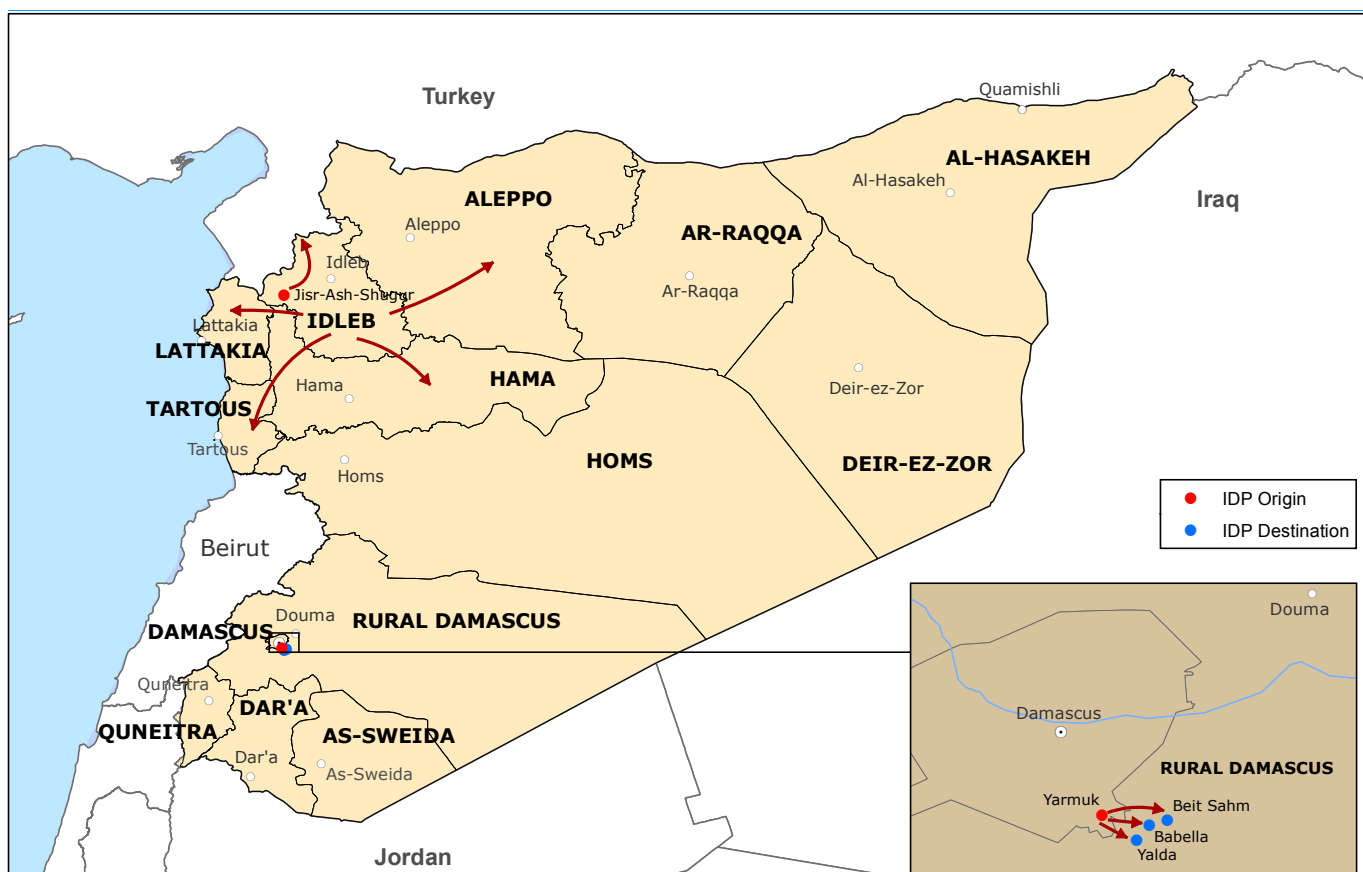 Turkey
Quamishli
AL-HASAKEH
Al-Hasakeh
Iraq
ALEPPO
Aleppo
AR-RAQQA
Idleb
Ar-Raqqa
Jisr-Ash-Shugur
IDLEB
Lattakia
LATTAKIA
HAMA
Hama
Deir-ez-Zor
TARTOUS
Tartous
HOMS
Homs
DEIR-EZ-ZOR
IDP Origin
IDP Destination
Beirut
Douma
RURAL DAMASCUS
DAMASCUS
Quneitra
DAR'A
QUNEITRA
AS-SWEIDA
Dar'a
As-Sweida
Jordan
Douma
Damascus
RURAL DAMASCUS
Yarmuk
Beit Sahm
Babella
Yalda